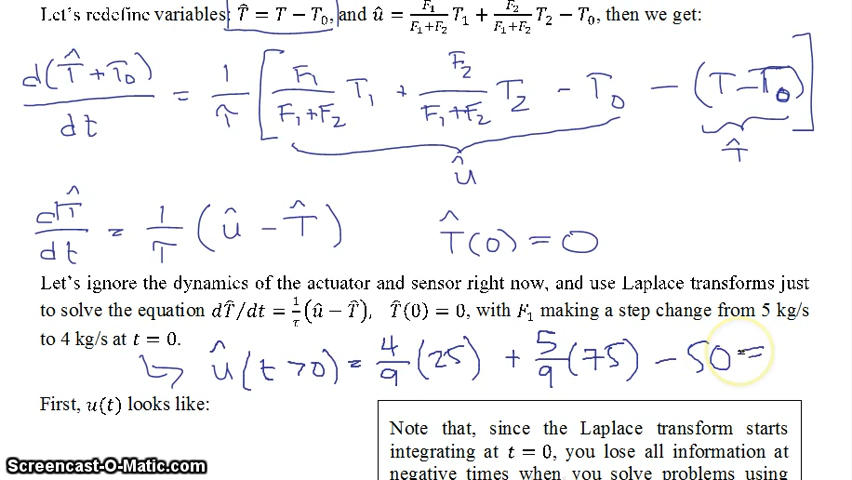 Let's redefine variables: T̂ = T − T₀, and û = F₁/(F₁+F₂) T₁ + F₂/(F₁+F₂) T₂ − T₀, then we get:
d(T̂ + T₀)/dt = 1/τ [ F₁/(F₁+F₂) T₁ + F₂/(F₁+F₂) T₂ − T₀ − (T − T₀) ]
û T̂
dT̂/dt = 1/τ (û − T̂) T̂(0) = 0
Let's ignore the dynamics of the actuator and sensor right now, and use Laplace transforms just
to solve the equation dT̂/dt = 1/τ (û − T̂), T̂(0) = 0, with F₁ making a step change from 5 kg/s
to 4 kg/s at t = 0.
↳ û(t >0) = 4/9 (25) + 5/9 (75) − 50 =
First, u(t) looks like:
Note that, since the Laplace transform starts
integrating at t = 0, you lose all information at
negative times when you solve problems using
Screencast-O-Matic.com